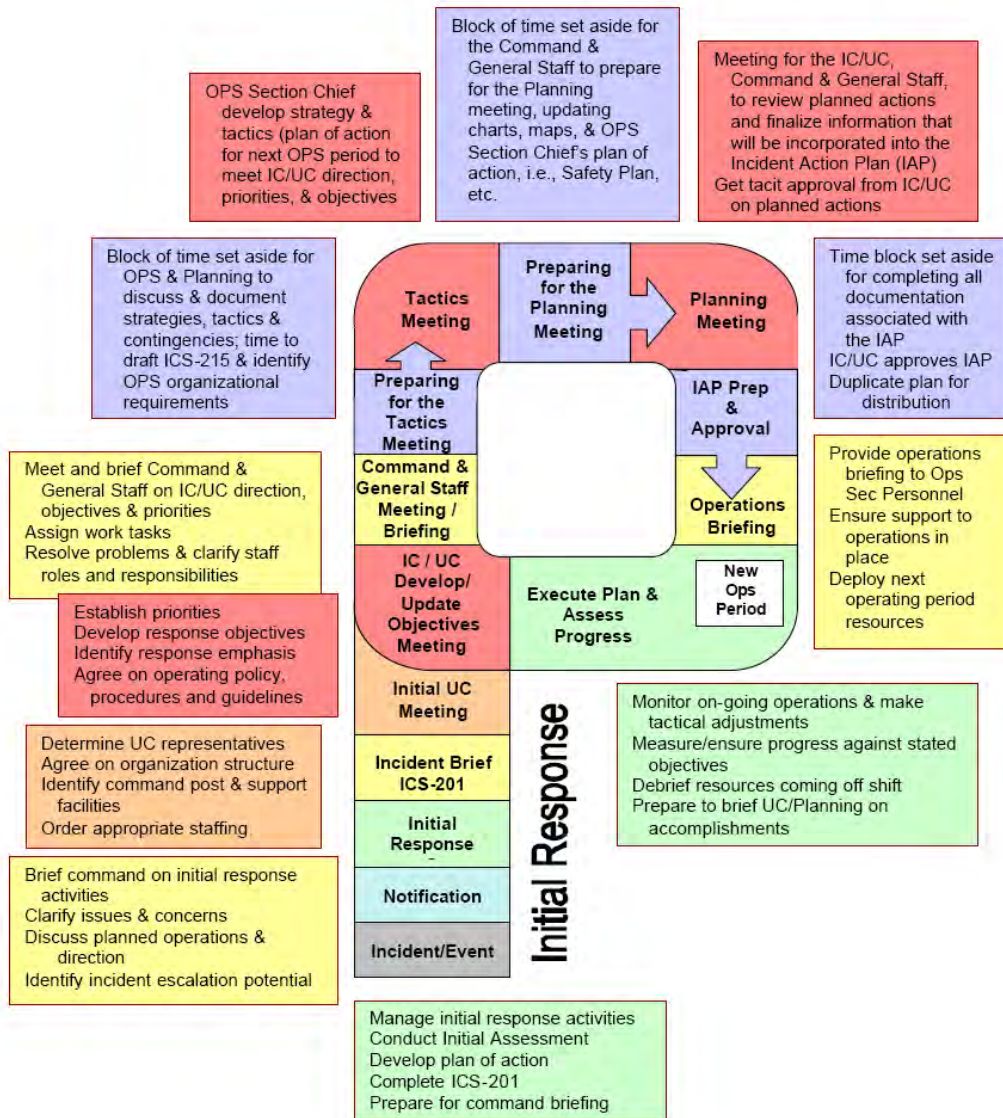 Block of time set aside for
the Command &
General Staff to prepare
for the Planning
meeting, updating
charts, maps, & OPS
Section Chief's plan of
action, i.e., Safety Plan,
etc.
OPS Section Chief
develop strategy &
tactics (plan of action
for next OPS period to
meet IC/UC direction,
priorities, & objectives
Meeting for the IC/UC,
Command & General Staff,
to review planned actions
and finalize information that
will be incorporated into the
Incident Action Plan (IAP)
Get tacit approval from IC/UC
on planned actions
Block of time set aside for
OPS & Planning to
discuss & document
strategies, tactics &
contingencies; time to
draft ICS-215 & identify
OPS organizational
requirements
Tactics
Meeting
Preparing
for the
Planning
Meeting
Planning
Meeting
Time block set aside
for completing all
documentation
associated with
the IAP
IC/UC approves IAP
Duplicate plan for
distribution
Preparing
for the
Tactics
Meeting
IAP Prep
&
Approval
Meet and brief Command &
General Staff on IC/UC direction,
objectives & priorities
Assign work tasks
Resolve problems & clarify staff
roles and responsibilities
Command &
General Staff
Meeting /
Briefing
Operations
Briefing
Provide operations
briefing to Ops
Sec Personnel
Ensure support to
operations in
place
Deploy next
operating period
resources
IC / UC
Develop/
Update
Objectives
Meeting
Execute Plan &
Assess
Progress
New
Ops
Period
Establish priorities
Develop response objectives
Identify response emphasis
Agree on operating policy,
procedures and guidelines
Initial UC
Meeting
Determine UC representatives
Agree on organization structure
Identify command post & support
facilities
Order appropriate staffing
Incident Brief
ICS-201
Initial Response
Monitor on-going operations & make
tactical adjustments
Measure/ensure progress against stated
objectives
Debrief resources coming off shift
Prepare to brief UC/Planning on
accomplishments
Initial
Response
Brief command on initial response
activities
Clarify issues & concerns
Discuss planned operations &
direction
Identify incident escalation potential
Notification
Incident/Event
Manage initial response activities
Conduct Initial Assessment
Develop plan of action
Complete ICS-201
Prepare for command briefing